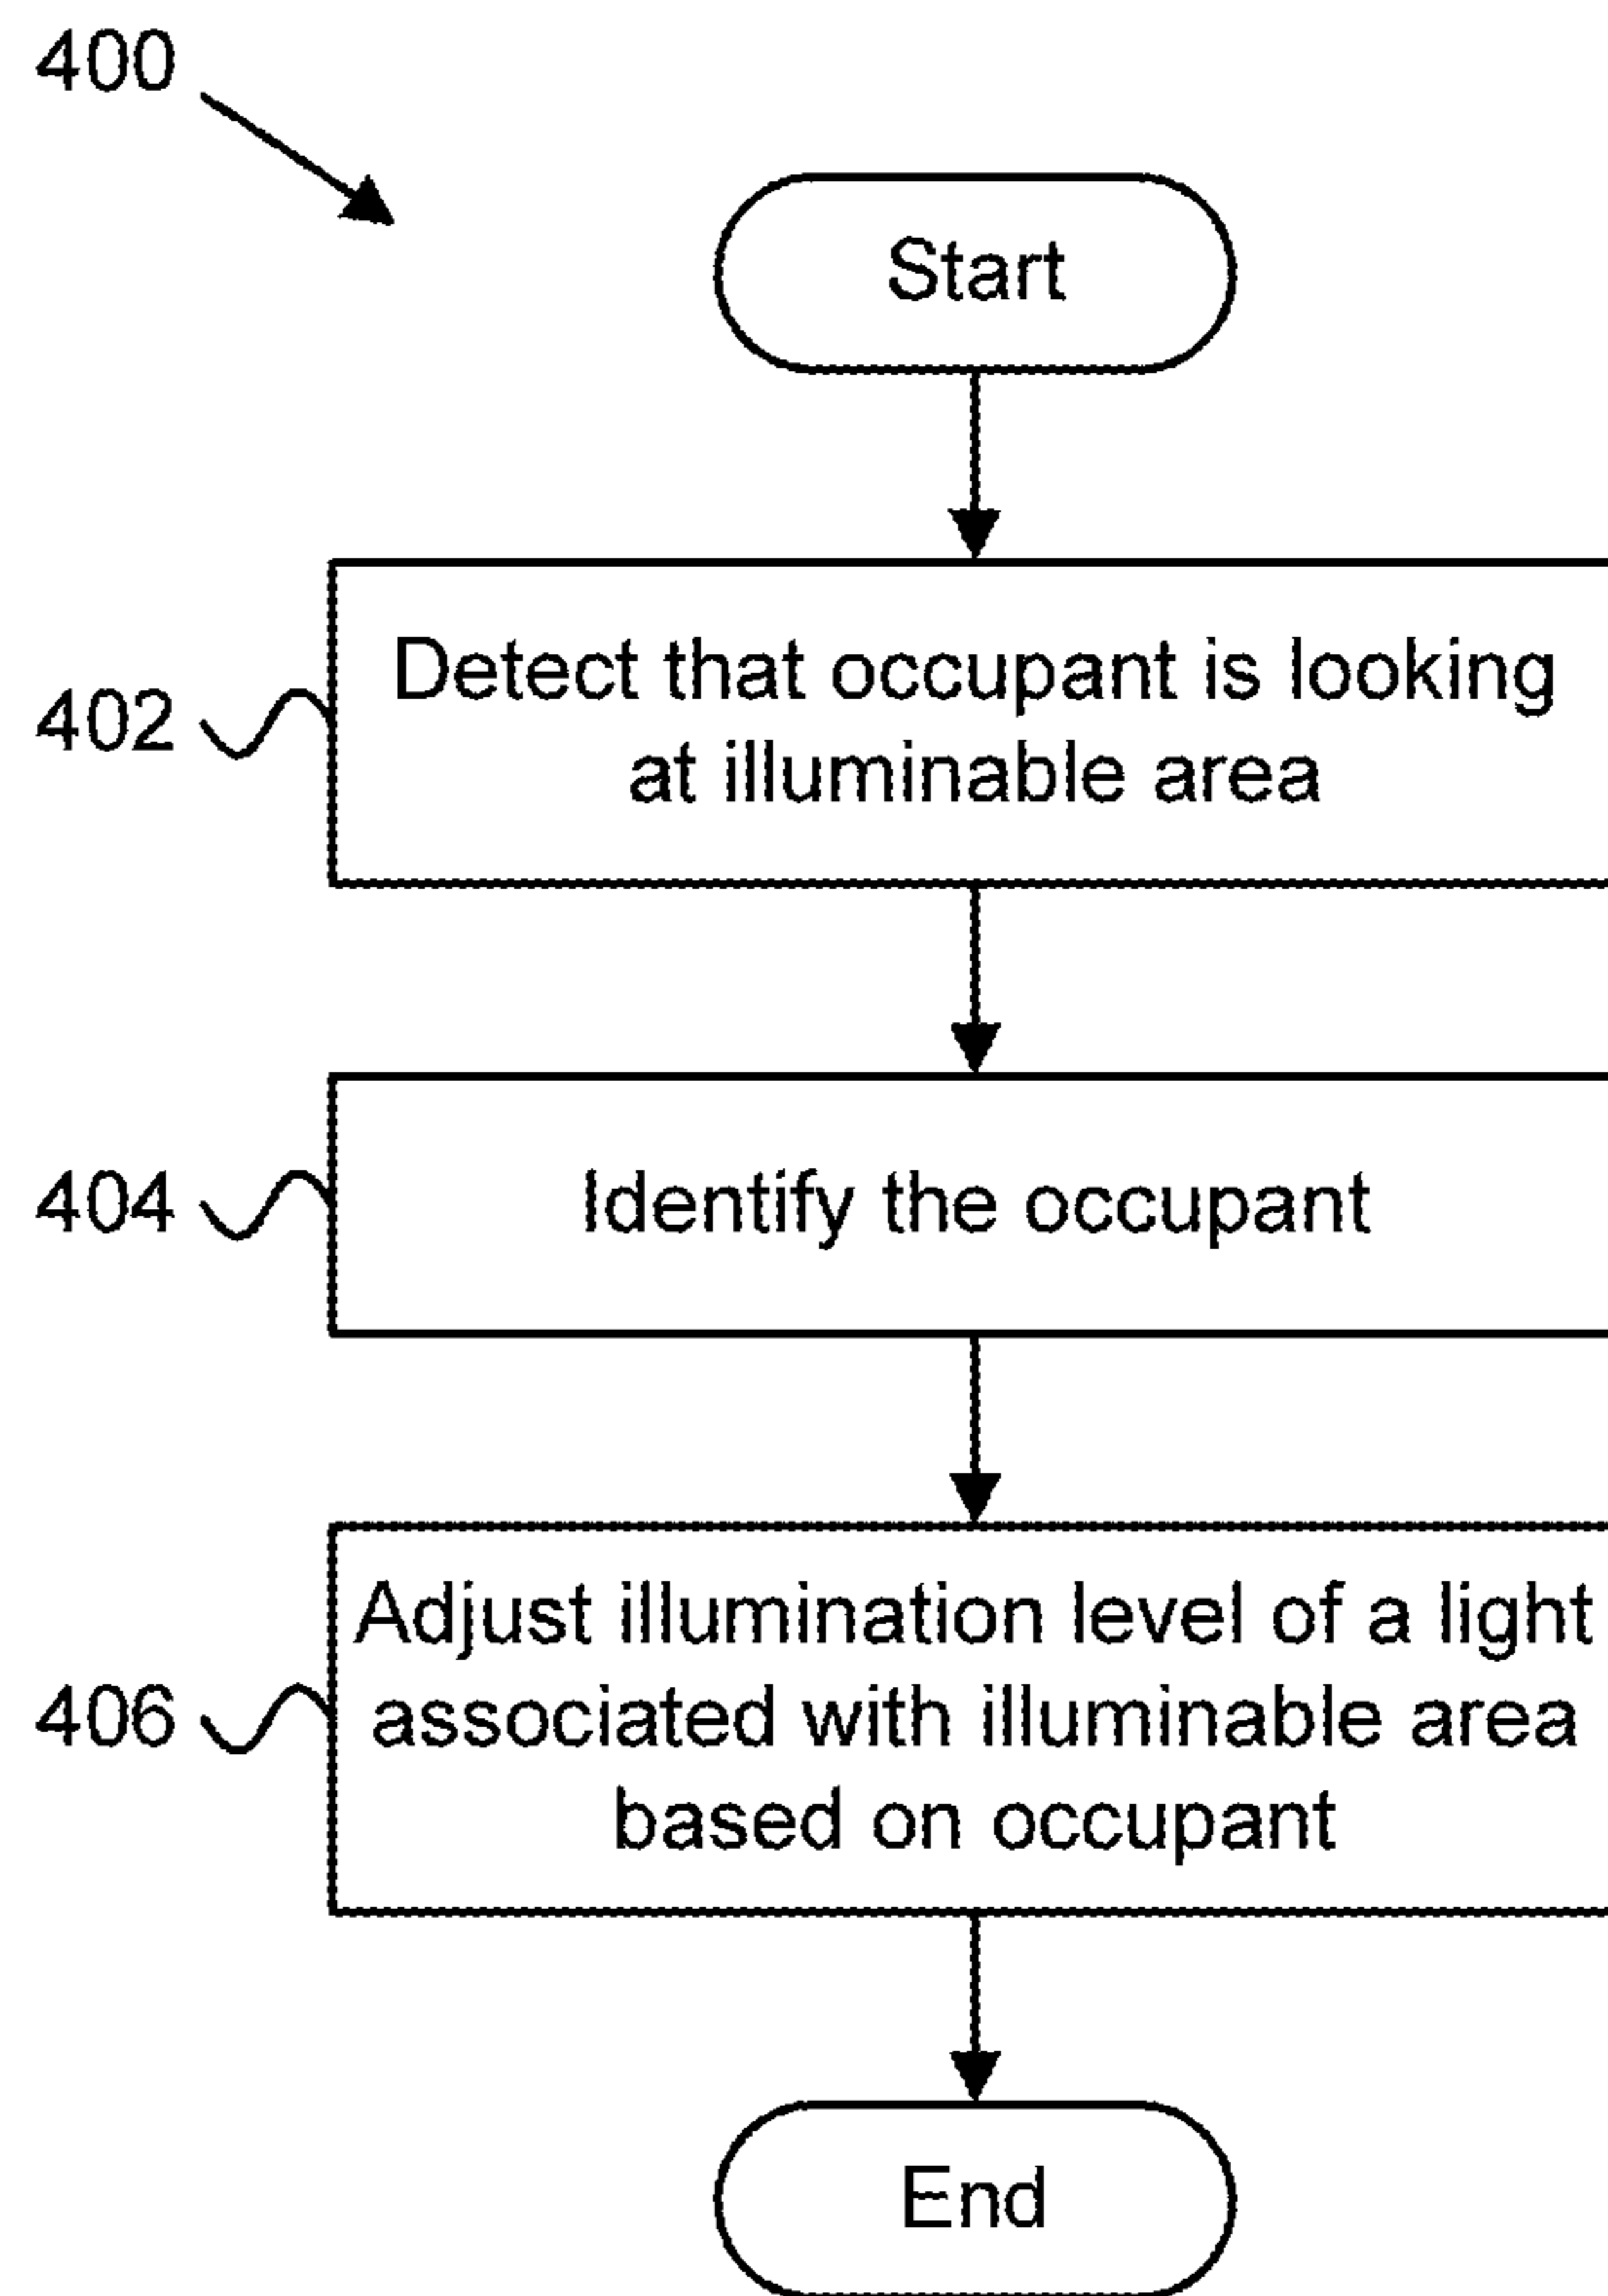 400
Start
402
Detect that occupant is looking
at illuminable area
404
Identify the occupant
406
Adjust illumination level of a light
associated with illuminable area
based on occupant
End